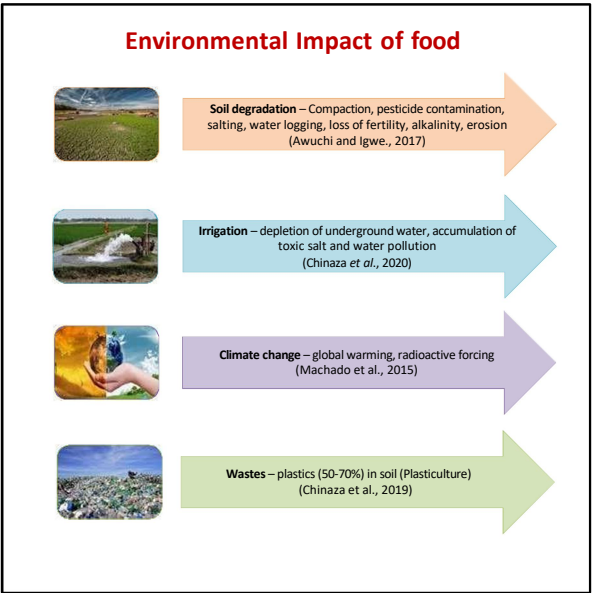 Environmental Impact of food
Soil degradation – Compaction, pesticide contamination,
salting, water logging, loss of fertility, alkalinity, erosion
(Awuchi and Igwe., 2017)
Irrigation – depletion of underground water, accumulation of
toxic salt and water pollution
(Chinaza et al., 2020)
Climate change – global warming, radioactive forcing
(Machado et al., 2015)
Wastes – plastics (50-70%) in soil (Plasticulture)
(Chinaza et al., 2019)